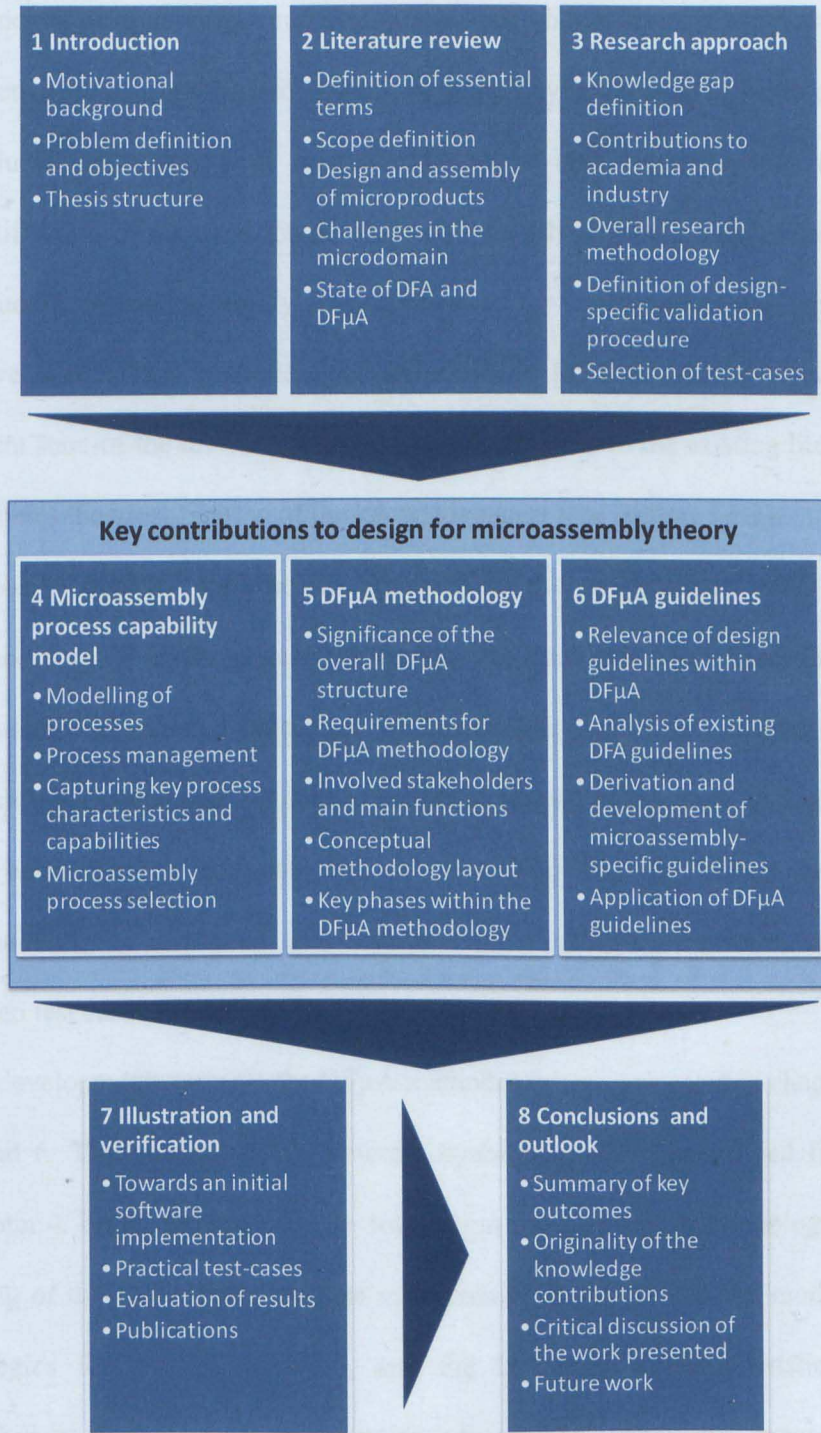 1 Introduction
• Motivational
background
• Problem definition
and objectives
• Thesis structure
2 Literature review
• Definition of essential
terms
• Scope definition
• Design and assembly
of microproducts
• Challenges in the
microdomain
• State of DFA and
DFµA
3 Research approach
• Knowledge gap
definition
• Contributions to
academia and
industry
• Overall research
methodology
• Definition of design-
specific validation
procedure
• Selection of test-cases
Key contributions to design for microassembly theory
4 Microassembly
process capability
model
• Modelling of
processes
• Process management
• Capturing key process
characteristics and
capabilities
• Microassembly
process selection
5 DFµA methodology
• Significance of the
overall DFµA
structure
• Requirements for
DFµA methodology
• Involved stakeholders
and main functions
• Conceptual
methodology layout
• Key phases within the
DFµA methodology
6 DFµA guidelines
• Relevance of design
guidelines within
DFµA
• Analysis of existing
DFA guidelines
• Derivation and
development of
microassembly-
specific guidelines
• Application of DFµA
guidelines
7 Illustration and
verification
• Towards an initial
software
implementation
• Practical test-cases
• Evaluation of results
• Publications
8 Conclusions and
outlook
• Summary of key
outcomes
• Originality of the
knowledge
contributions
• Critical discussion of
the work presented
• Future work